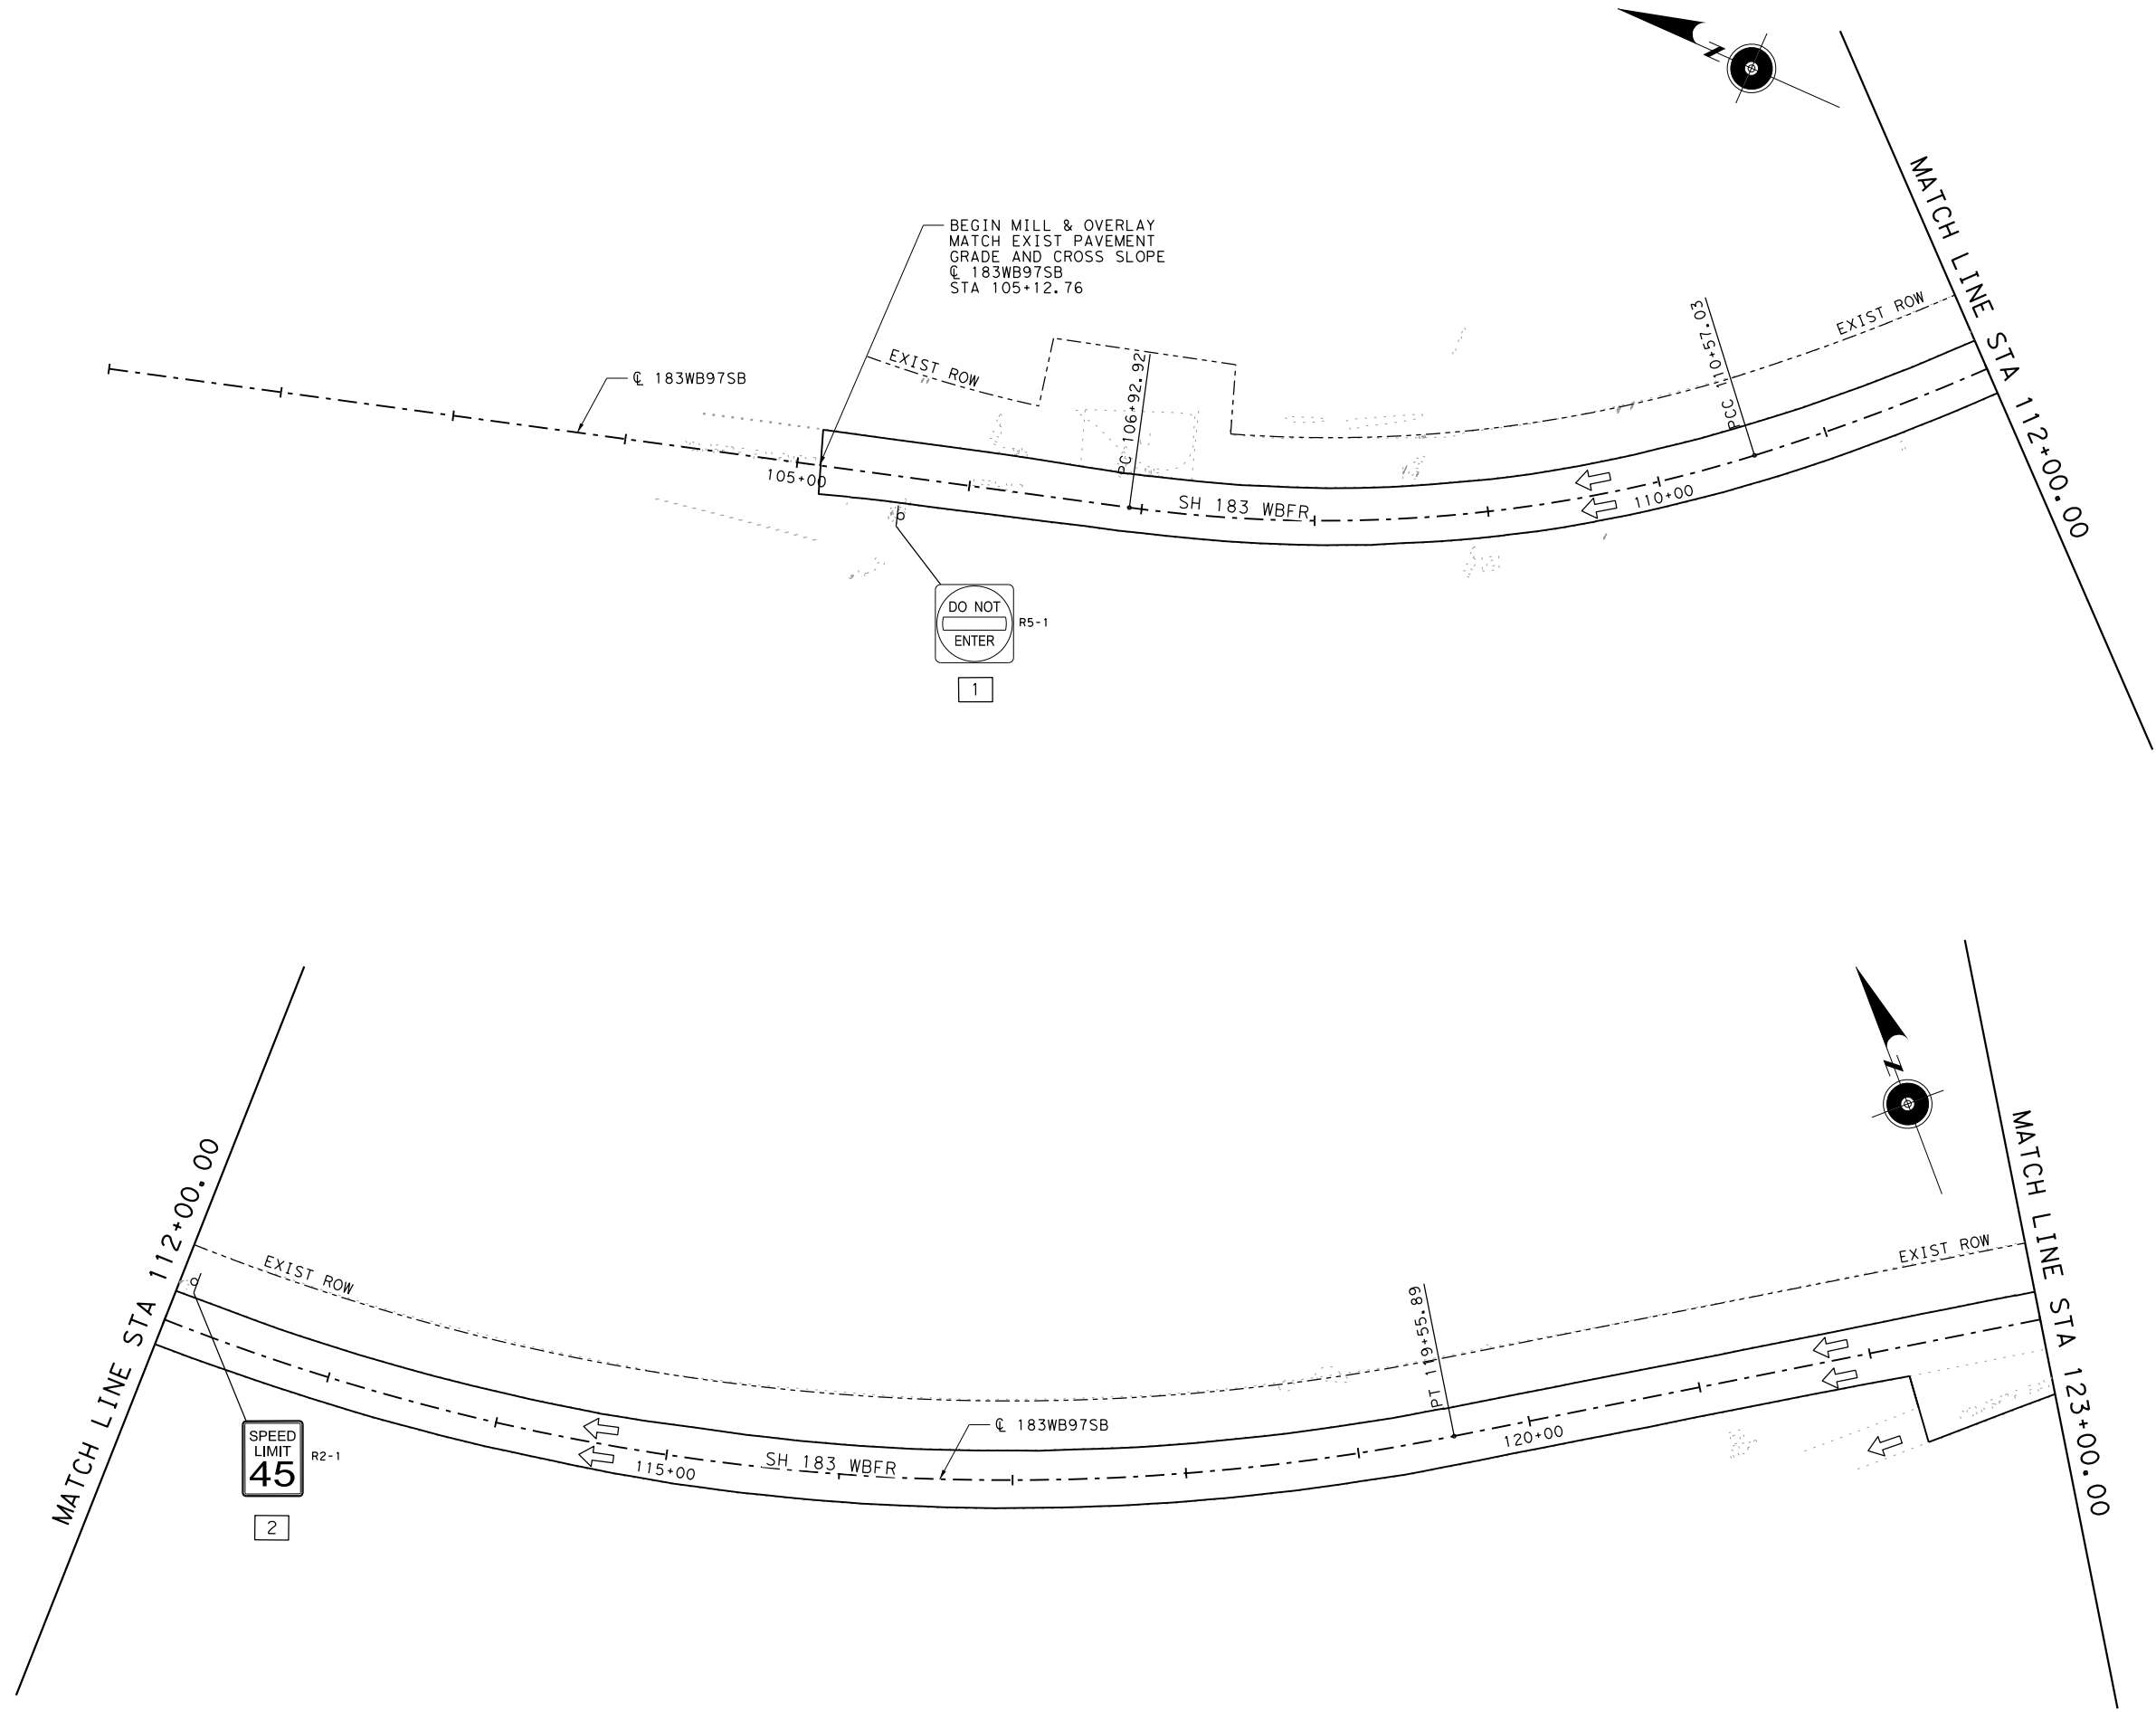 N
BEGIN MILL & OVERLAY
MATCH EXIST PAVEMENT
GRADE AND CROSS SLOPE
℄ 183WB97SB
STA 105+12.76
MATCH LINE STA 112+00.00
EXIST ROW
PCC 110+57.03
PC 106+92.92
EXIST ROW
℄ 183WB97SB
105+00
SH 183 WBFR
110+00
DO NOT
ENTER
R5-1
1
N
MATCH LINE STA 112+00.00
EXIST ROW
EXIST ROW
MATCH LINE STA 123+00.00
PT 119+55.89
℄ 183WB97SB
SH 183 WBFR
115+00
120+00
SPEED
LIMIT
45
R2-1
2